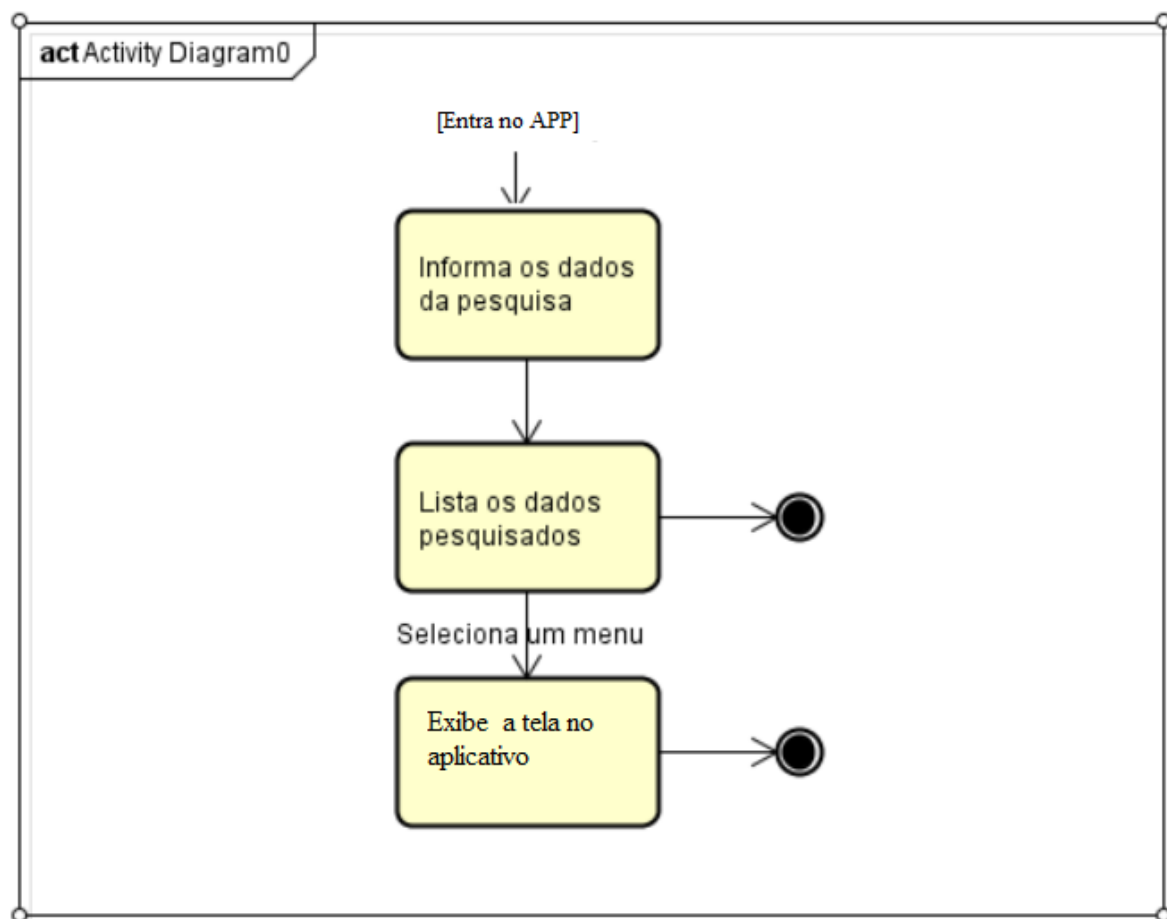 act Activity Diagram0
[Entra no APP]
Informa os dados
da pesquisa
Lista os dados
pesquisados
Seleciona um menu
Exibe a tela no
aplicativo